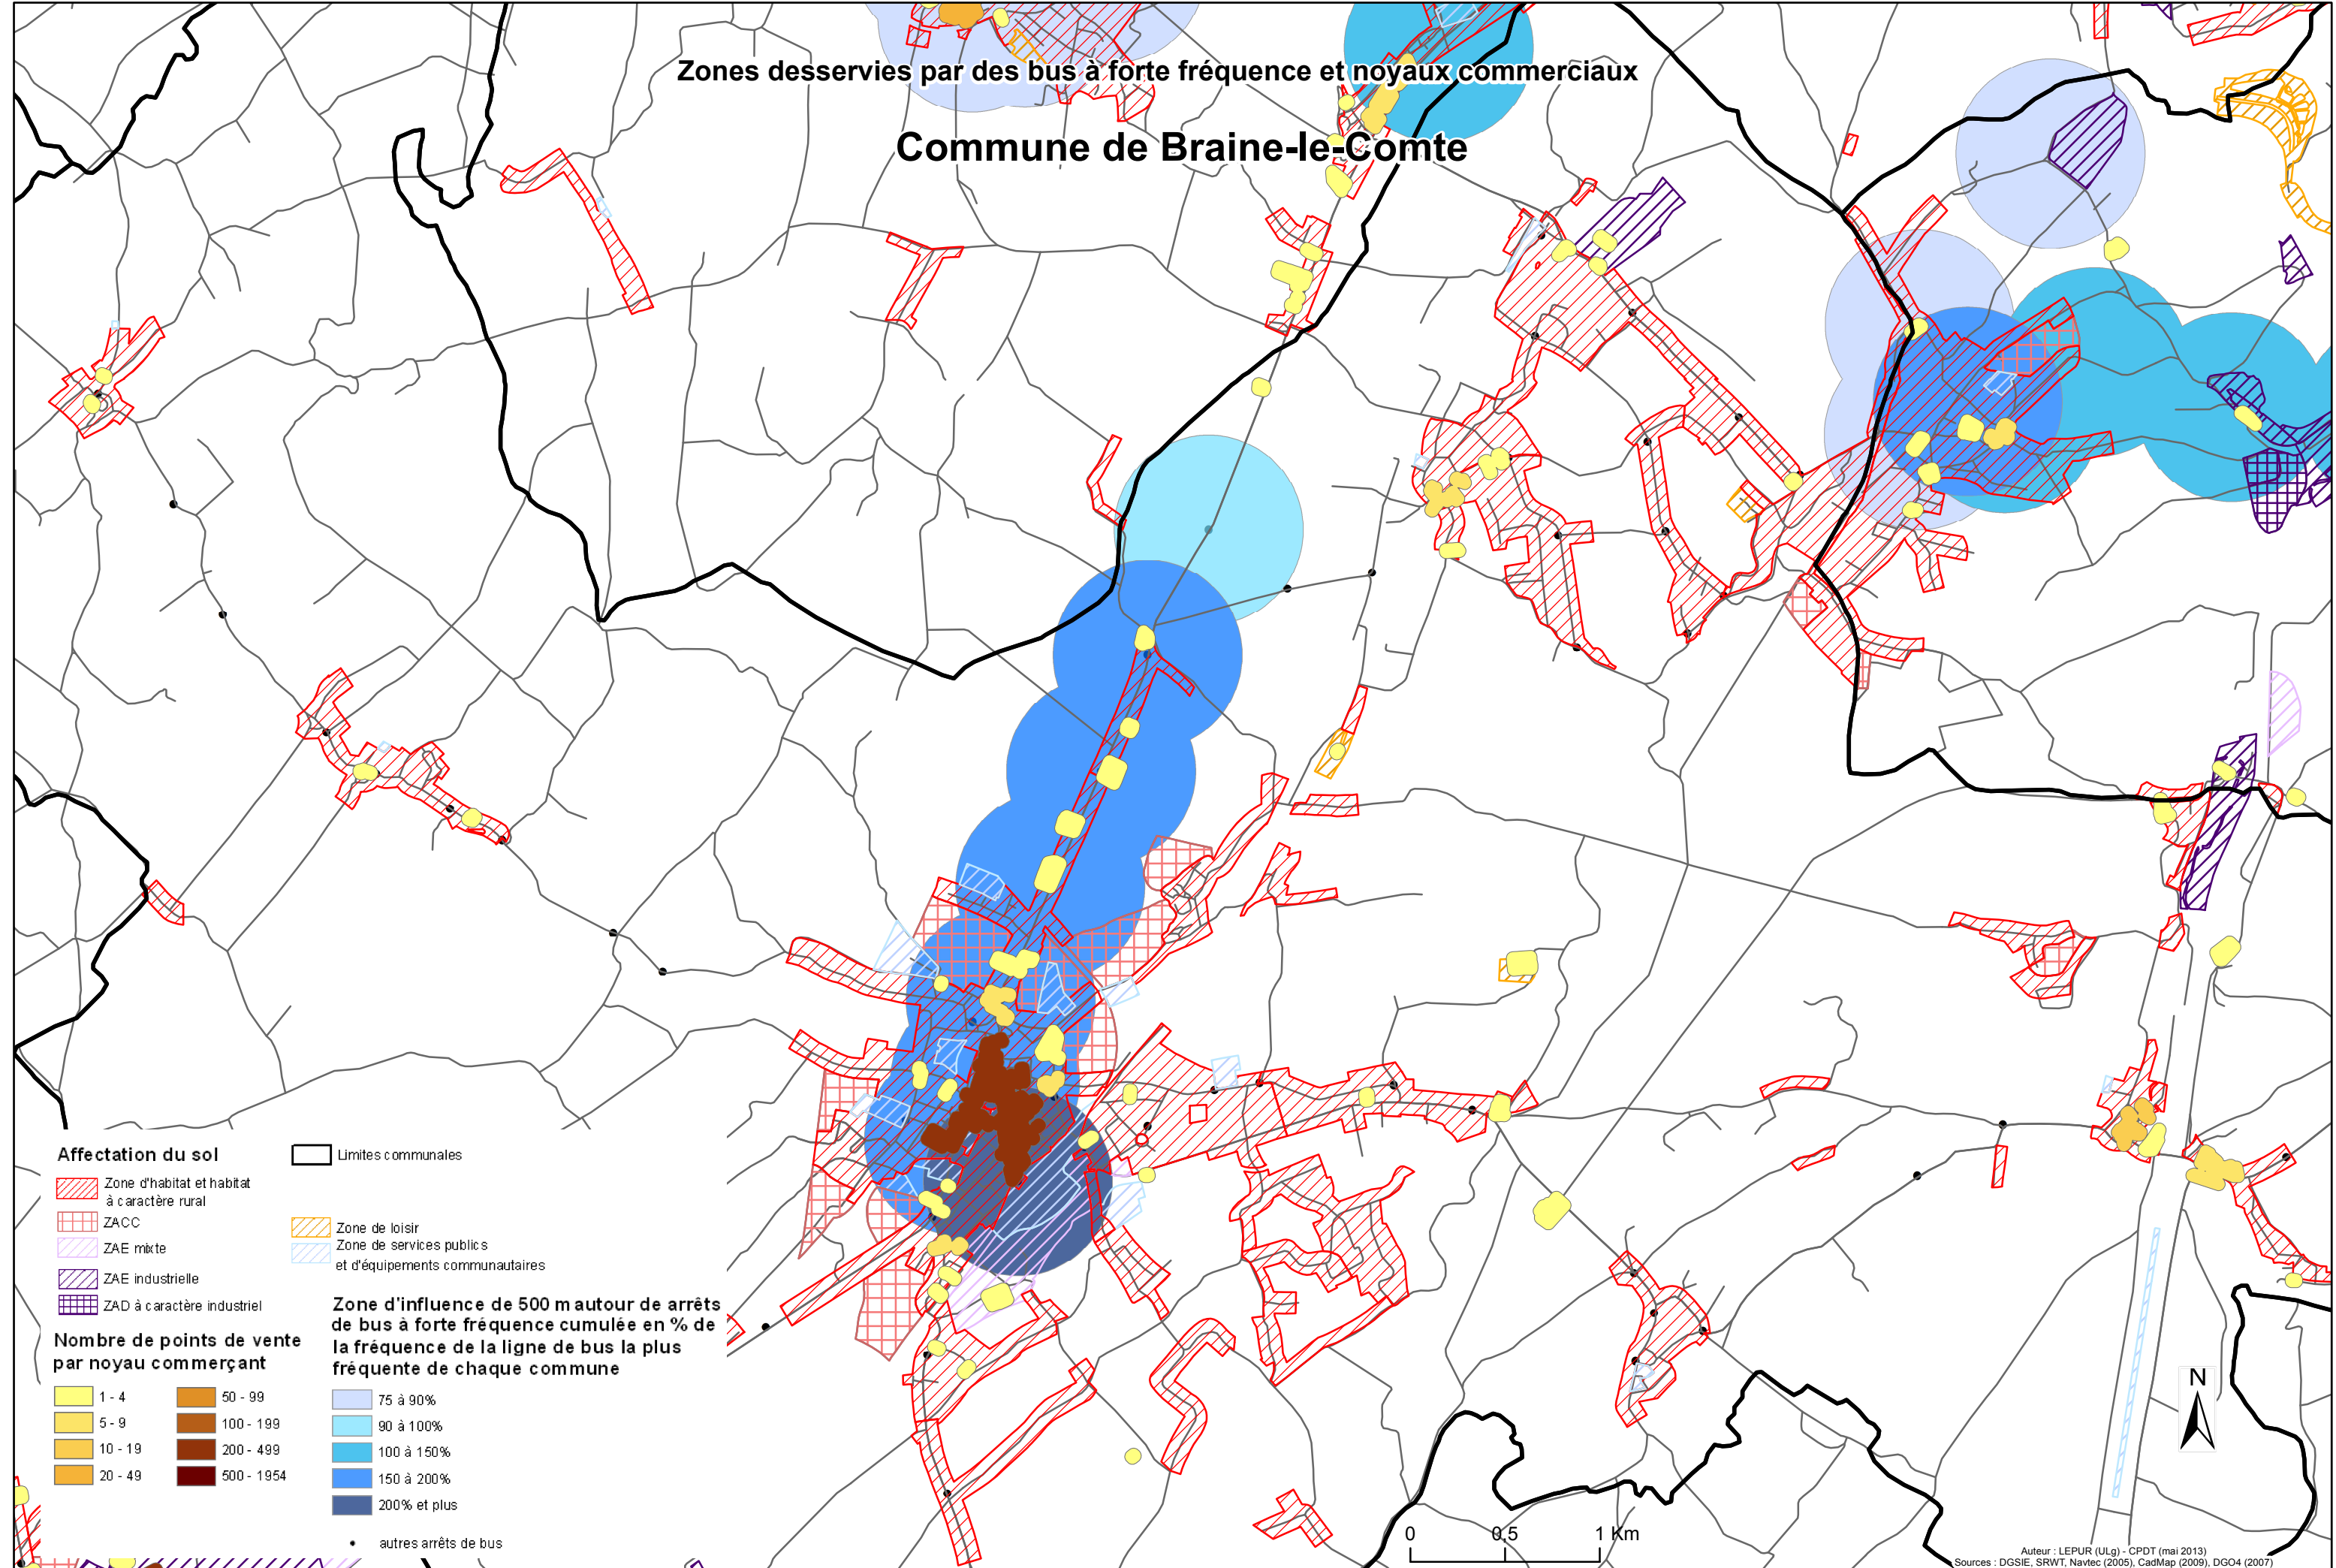 Zones desservies par des bus à forte fréquence et noyaux commerciaux
Commune de Braine-le-Comte
Affectation du sol
Zone d'habitat et habitat
à caractère rural
ZACC
ZAE mixte
ZAE industrielle
ZAD à caractère industriel
Limites communales
Zone de loisir
Zone de services publics
et d'équipements communautaires
Nombre de points de vente
par noyau commerçant
1 - 4
5 - 9
10 - 19
20 - 49
50 - 99
100 - 199
200 - 499
500 - 1954
Zone d'influence de 500 m autour de arrêts
de bus à forte fréquence cumulée en % de
la fréquence de la ligne de bus la plus
fréquente de chaque commune
75 à 90%
90 à 100%
100 à 150%
150 à 200%
200% et plus
autres arrêts de bus
N
0 0.5 1 Km
Auteur : LEPUR (ULg) - CPDT (mai 2013)
Sources : DGSIE, SRWT, Navtec (2005), CadMap (2009), DGO4 (2007)